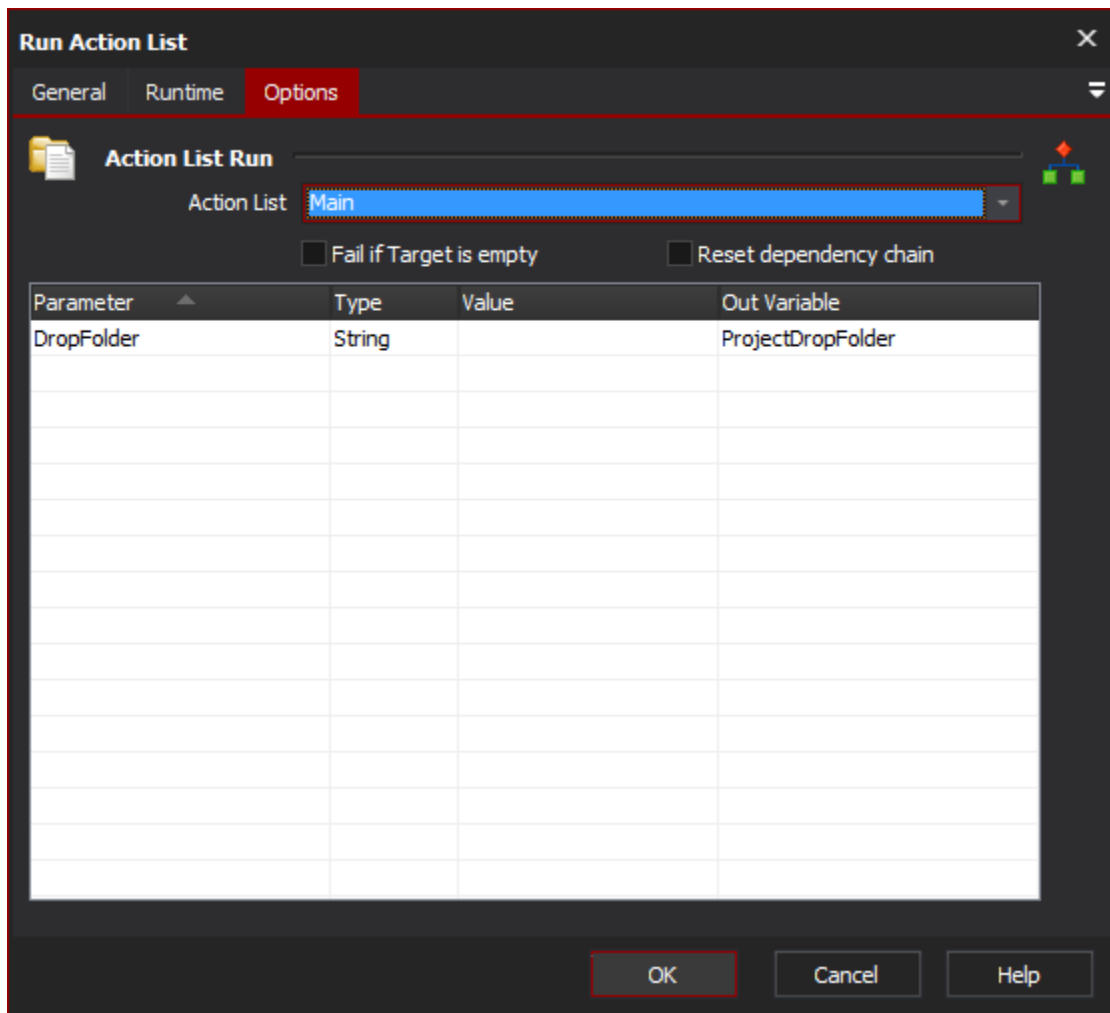 Run Action List
General Runtime Options
Action List Run
Action List Main
Fail if Target is empty Reset dependency chain
Parameter Type Value Out Variable
DropFolder String ProjectDropFolder
OK Cancel Help